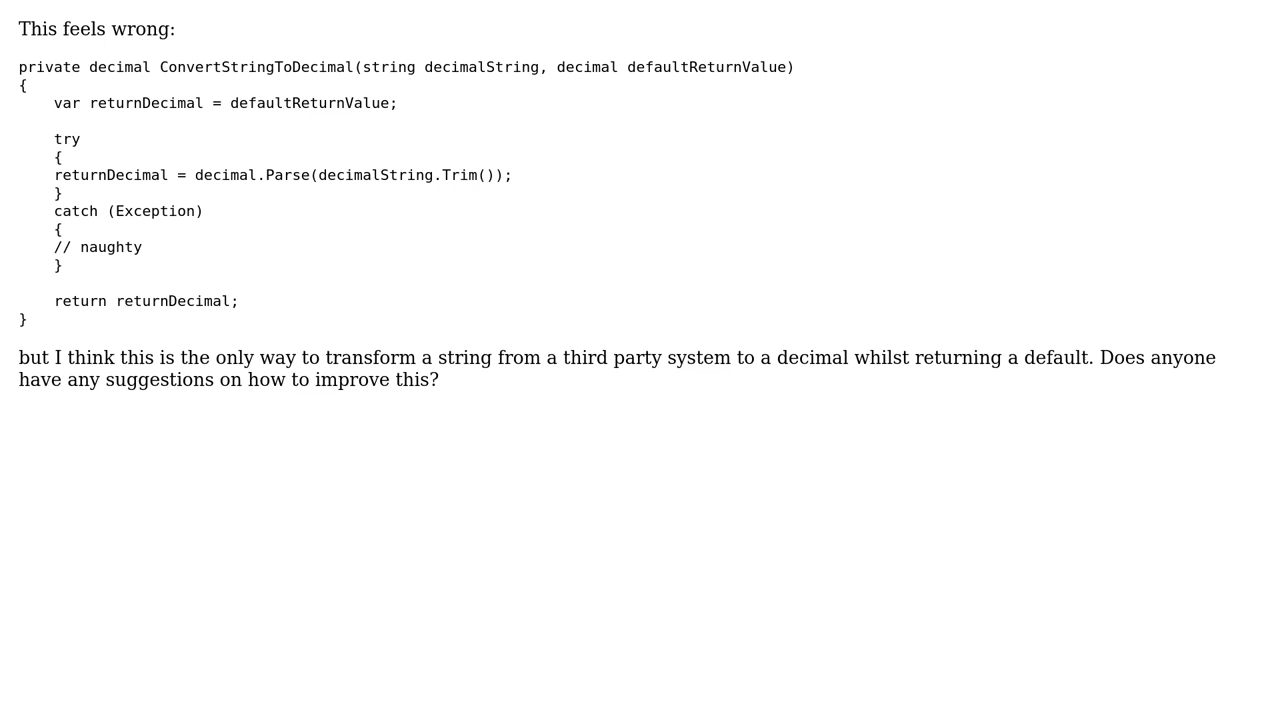 This feels wrong:
private decimal ConvertStringToDecimal(string decimalString, decimal defaultReturnValue)
{
    var returnDecimal = defaultReturnValue;

    try
    {
    returnDecimal = decimal.Parse(decimalString.Trim());
    }
    catch (Exception)
    {
    // naughty
    }

    return returnDecimal;
}
but I think this is the only way to transform a string from a third party system to a decimal whilst returning a default. Does anyone
have any suggestions on how to improve this?